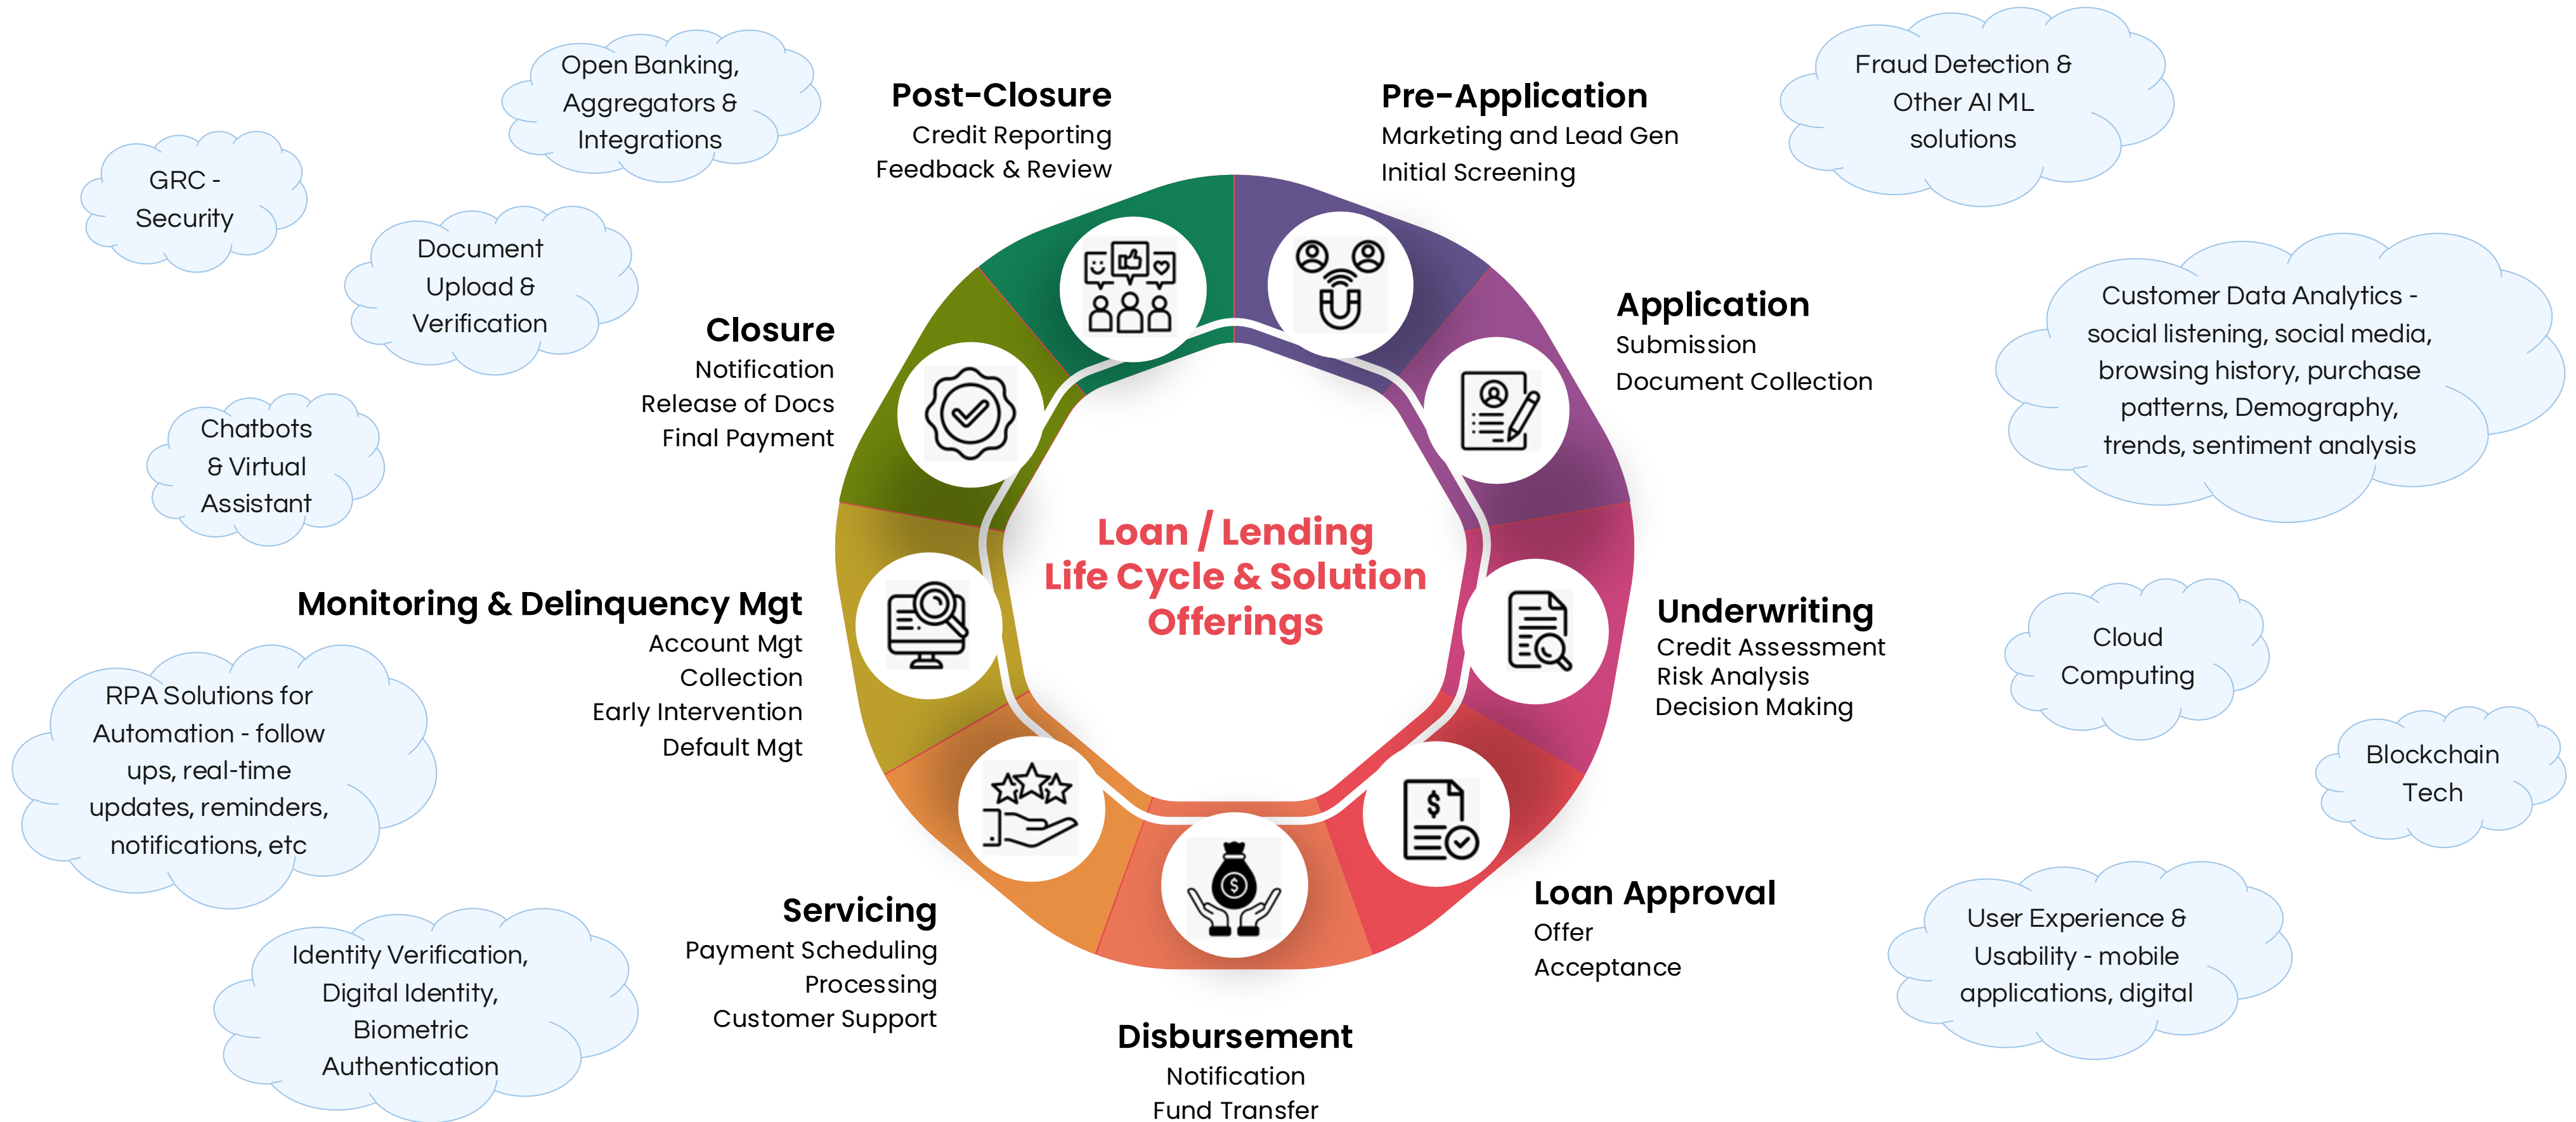 Open Banking,
Aggregators &
Integrations
GRC -
Security
Document
Upload &
Verification
Chatbots
& Virtual
Assistant
RPA Solutions for
Automation - follow
ups, real-time
updates, reminders,
notifications, etc
Identity Verification,
Digital Identity,
Biometric
Authentication
Post-Closure
Credit Reporting
Feedback & Review
Closure
Notification
Release of Docs
Final Payment
Monitoring & Delinquency Mgt
Account Mgt
Collection
Early Intervention
Default Mgt
Servicing
Payment Scheduling
Processing
Customer Support
Loan / Lending
Life Cycle & Solution
Offerings
Disbursement
Notification
Fund Transfer
Pre-Application
Marketing and Lead Gen
Initial Screening
Application
Submission
Document Collection
Underwriting
Credit Assessment
Risk Analysis
Decision Making
Loan Approval
Offer
Acceptance
Fraud Detection &
Other AI ML
solutions
Customer Data Analytics -
social listening, social media,
browsing history, purchase
patterns, Demography,
trends, sentiment analysis
Cloud
Computing
Blockchain
Tech
User Experience &
Usability - mobile
applications, digital